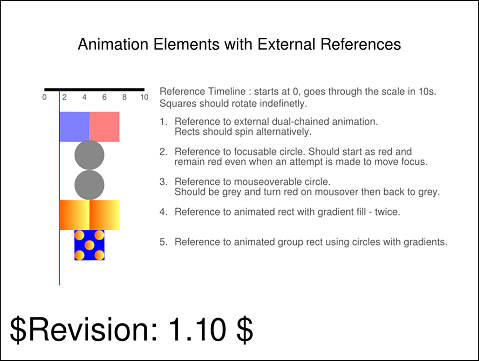 Animation Elements with External References
0 2 4 6 8 10
Reference Timeline : starts at 0, goes through the scale in 10s.
Squares should rotate indefinetly.
1. Reference to external dual-chained animation.
Rects should spin alternatively.
2. Reference to focusable circle. Should start as red and
remain red even when an attempt is made to move focus.
3. Reference to mouseoverable circle.
Should be grey and turn red on mousover then back to grey.
4. Reference to animated rect with gradient fill - twice.
5. Reference to animated group rect using circles with gradients.
$Revision: 1.10 $